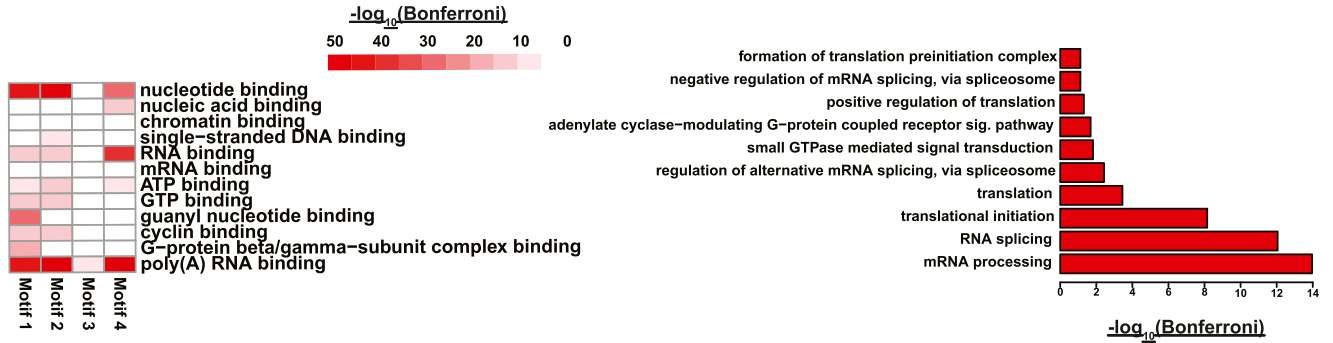 -log10(Bonferroni)
50 40 30 20 10 0
nucleotide binding
nucleic acid binding
chromatin binding
single−stranded DNA binding
RNA binding
mRNA binding
ATP binding
GTP binding
guanyl nucleotide binding
cyclin binding
G−protein beta/gamma−subunit complex binding
poly(A) RNA binding
Motif 1
Motif 2
Motif 3
Motif 4
formation of translation preinitiation complex
negative regulation of mRNA splicing, via spliceosome
positive regulation of translation
adenylate cyclase−modulating G−protein coupled receptor sig. pathway
small GTPase mediated signal transduction
regulation of alternative mRNA splicing, via spliceosome
translation
translational initiation
RNA splicing
mRNA processing
0 2 4 6 8 10 12 14
-log10(Bonferroni)